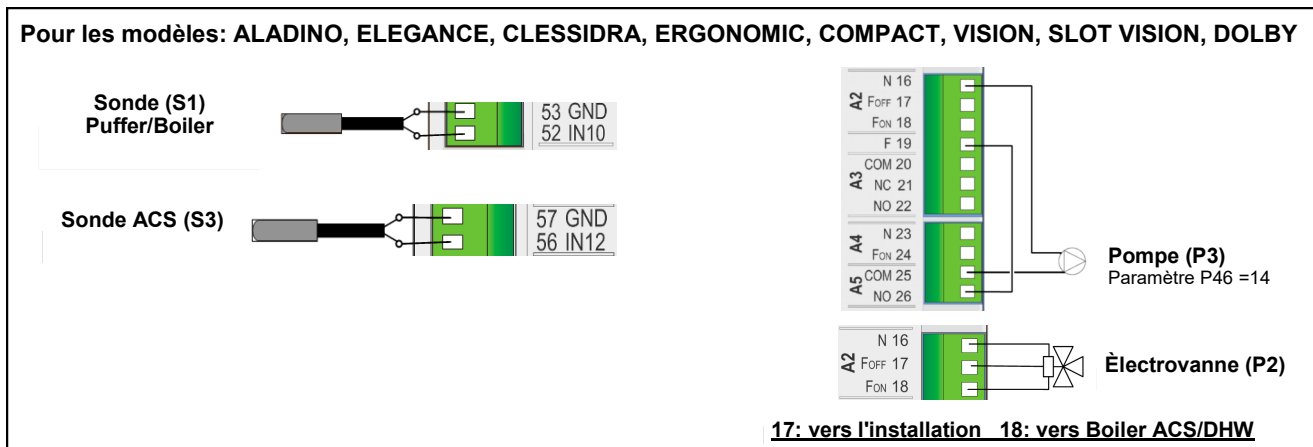 Pour les modèles: ALADINO, ELEGANCE, CLESSIDRA, ERGONOMIC, COMPACT, VISION, SLOT VISION, DOLBY
Sonde (S1)
Puffer/Boiler
53 GND
52 IN10
Sonde ACS (S3)
57 GND
56 IN12
A2
N 16
FOFF 17
FON 18
F 19
A3
COM 20
NC 21
NO 22
A4
N 23
FON 24
A5
COM 25
NO 26
Pompe (P3)
Paramètre P46 =14
A2
N 16
FOFF 17
FON 18
Èlectrovanne (P2)
17: vers l'installation 18: vers Boiler ACS/DHW